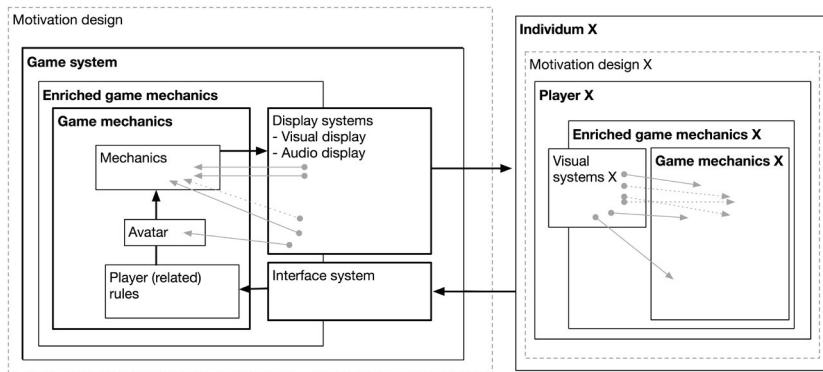 Motivation design
Game system
Enriched game mechanics
Game mechanics
Mechanics
Avatar
Player (related)
rules
Display systems
- Visual display
- Audio display
Interface system
Individum X
Motivation design X
Player X
Enriched game mechanics X
Visual
systems X
Game mechanics X